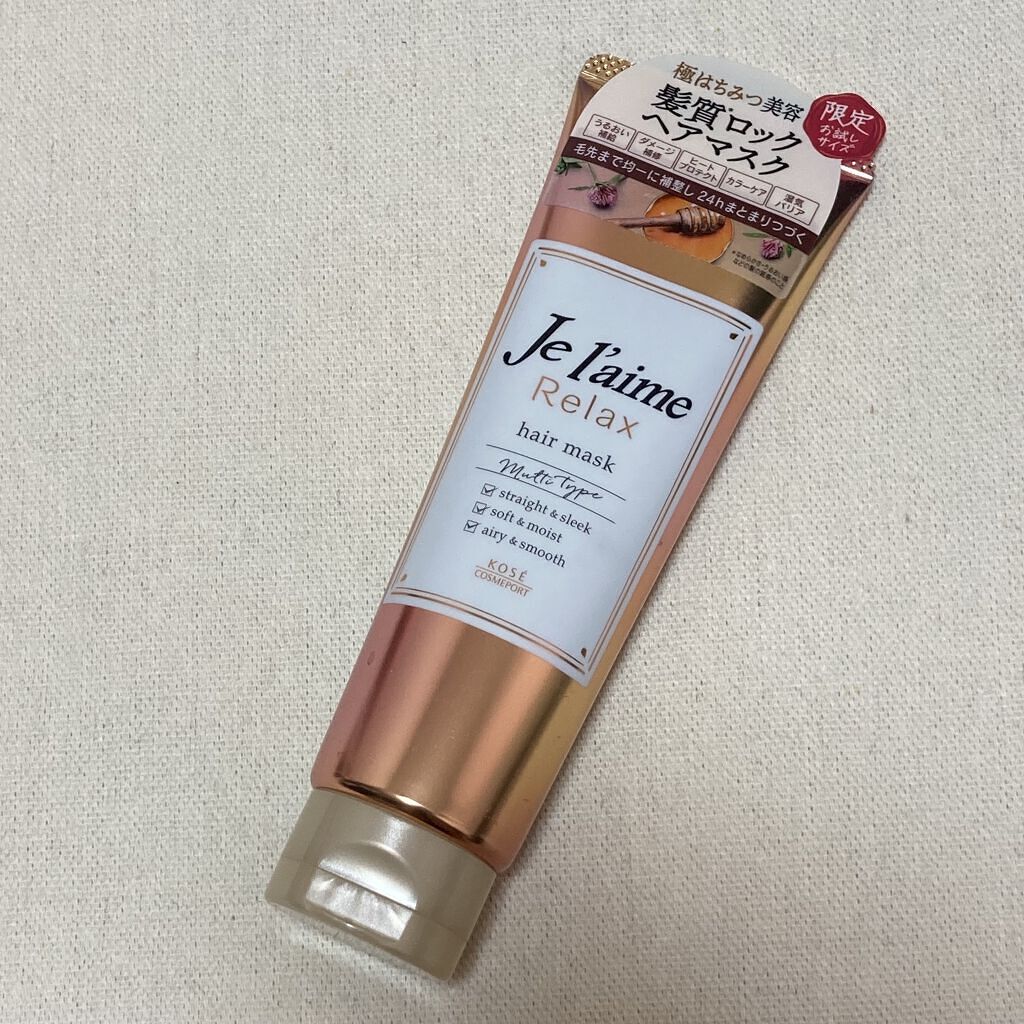 極はちみつ美容
髪質*ロック
ヘアマスク
限定
お試し
サイズ
うるおい
補給
ダメージ
補修
ヒート
プロテクト
カラーケア
湿気
バリア
毛先まで均一に補整し 24hまとまりつづく
Je l'aime
Relax
hair mask
Multi Type
straight & sleek
soft & moist
airy & smooth
KOSÉ
COSMEPORT